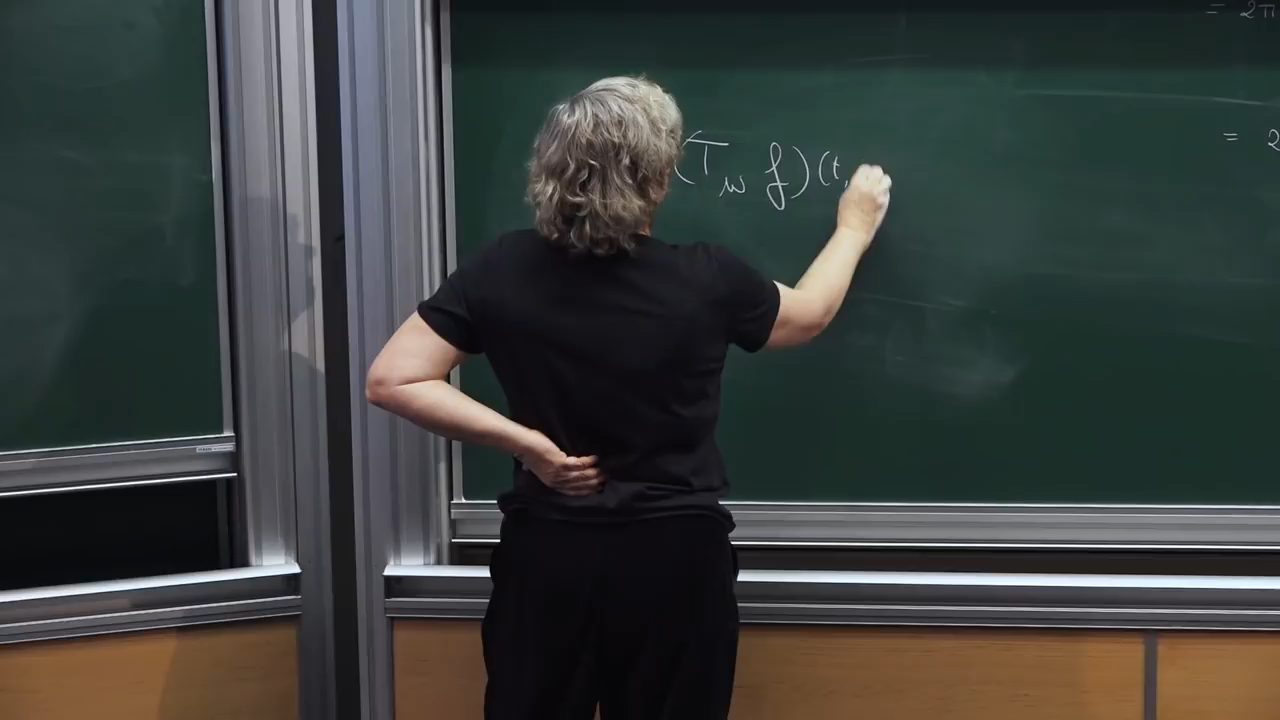 = 2π
(T_w f)(t,
= 2